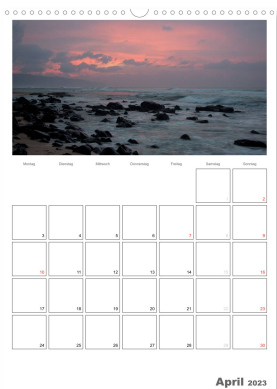 Montag Dienstag Mittwoch Donnerstag Freitag Samstag Sonntag
1 2
3 4 5 6 7 8 9
10 11 12 13 14 15 16
17 18 19 20 21 22 23
24 25 26 27 28 29 30
April 2023